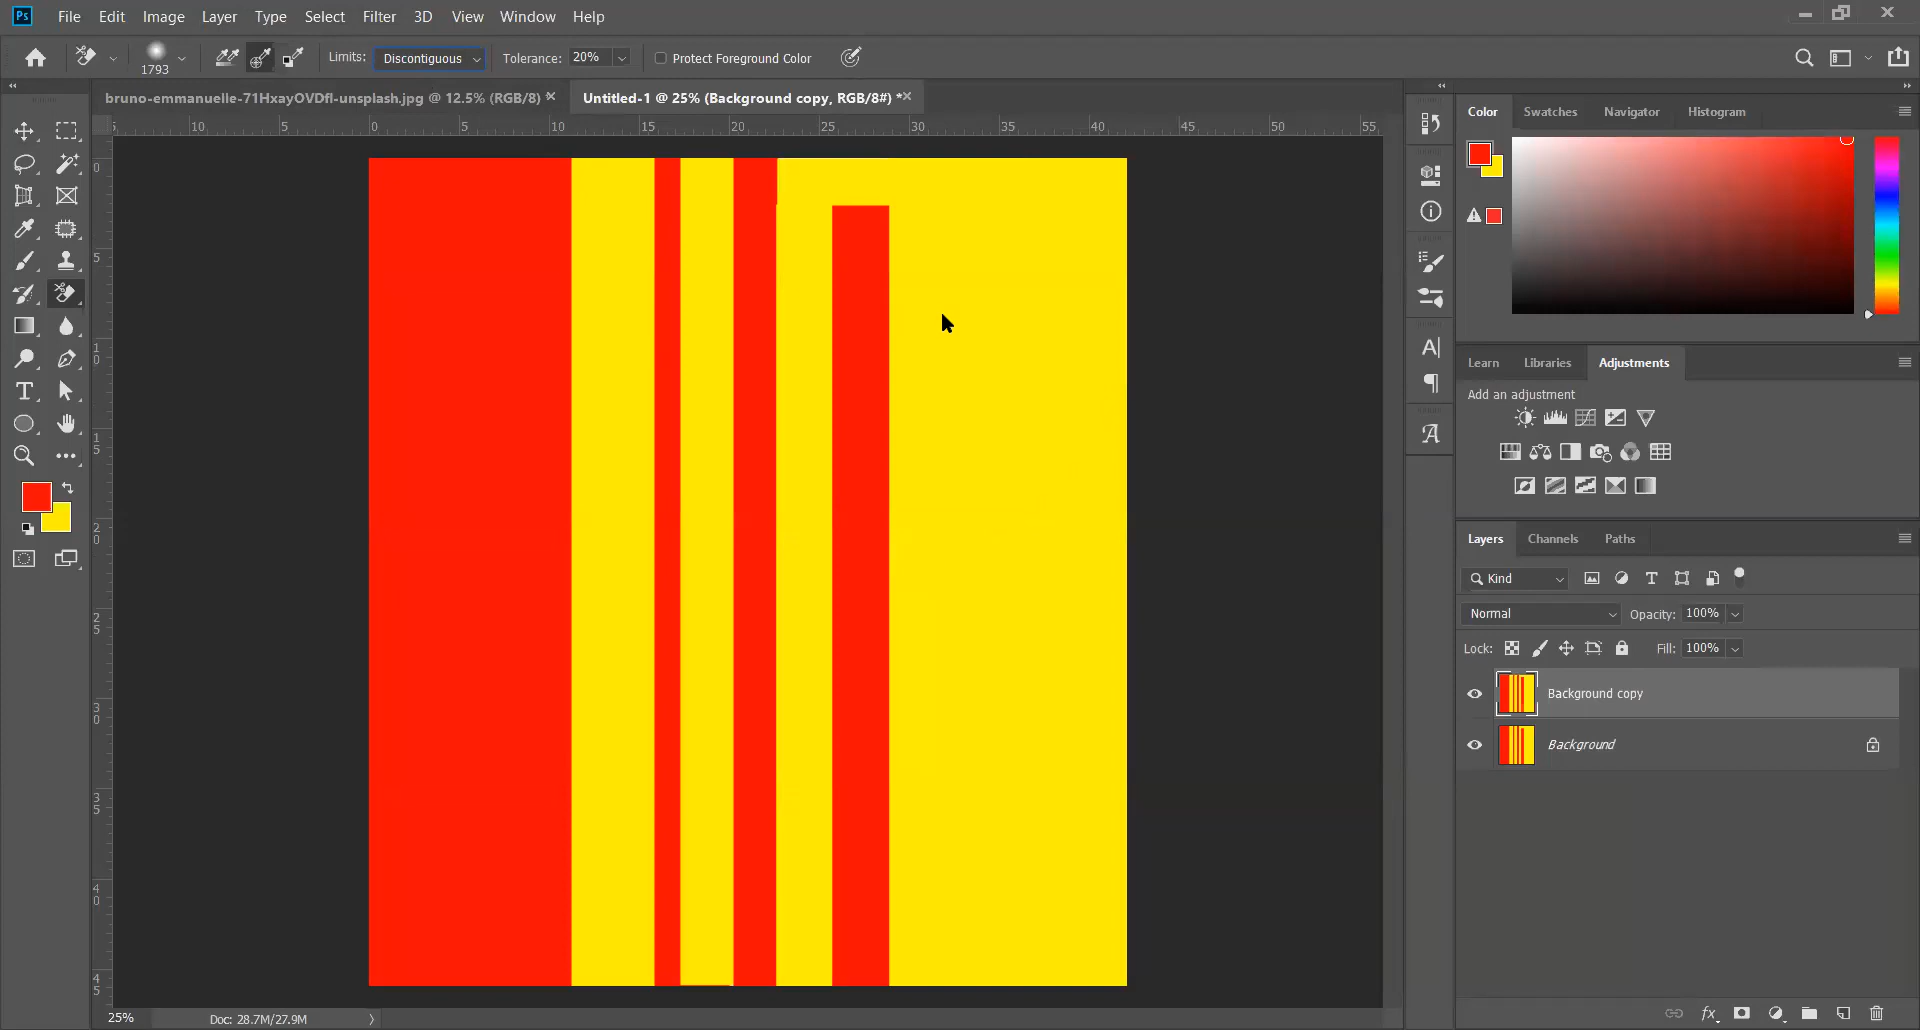 Ps File Edit Image Layer Type Select Filter 3D View Window Help
1793 Limits: Discontiguous Tolerance: 20% Protect Foreground Color
bruno-emmanuelle-71HxayOVDfI-unsplash.jpg @ 12.5% (RGB/8) × Untitled-1 @ 25% (Background copy, RGB/8#) *×
5 10 5 0 5 10 15 20 25 30 35 40 45 50 55
0
5
10
15
20
25
30
35
40
45
Color Swatches Navigator Histogram
Learn Libraries Adjustments
Add an adjustment
Layers Channels Paths
Kind
Normal Opacity: 100%
Lock: Fill: 100%
Background copy
Background
25% Doc: 28.7M/27.9M